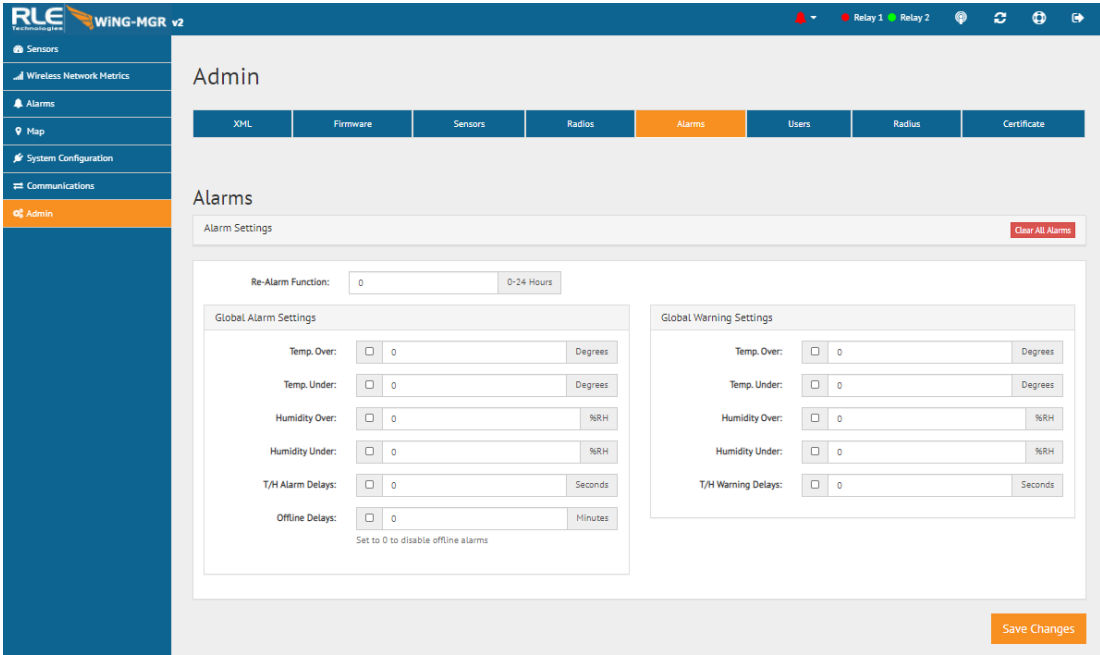 RLE Technologies WiNG-MGR v2
Relay 1 Relay 2
Sensors
Wireless Network Metrics
Alarms
Map
System Configuration
Communications
Admin
Admin
XML Firmware Sensors Radios Alarms Users Radius Certificate
Alarms
Alarm Settings Clear All Alarms
Re-Alarm Function: 0 0-24 Hours
Global Alarm Settings
Temp. Over: 0 Degrees
Temp. Under: 0 Degrees
Humidity Over: 0 %RH
Humidity Under: 0 %RH
T/H Alarm Delays: 0 Seconds
Offline Delays: 0 Minutes
Set to 0 to disable offline alarms
Global Warning Settings
Temp. Over: 0 Degrees
Temp. Under: 0 Degrees
Humidity Over: 0 %RH
Humidity Under: 0 %RH
T/H Warning Delays: 0 Seconds
Save Changes